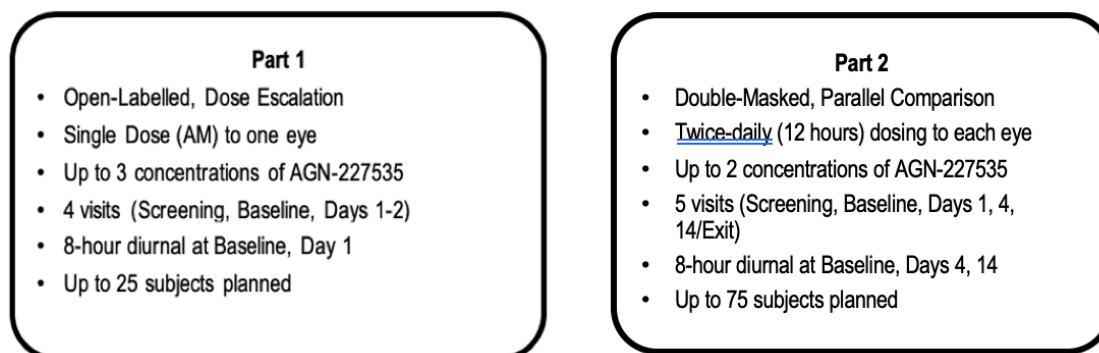 Part 1
• Open-Labelled, Dose Escalation
• Single Dose (AM) to one eye
• Up to 3 concentrations of AGN-227535
• 4 visits (Screening, Baseline, Days 1-2)
• 8-hour diurnal at Baseline, Day 1
• Up to 25 subjects planned
Part 2
• Double-Masked, Parallel Comparison
• Twice-daily (12 hours) dosing to each eye
• Up to 2 concentrations of AGN-227535
• 5 visits (Screening, Baseline, Days 1, 4,
14/Exit)
• 8-hour diurnal at Baseline, Days 4, 14
• Up to 75 subjects planned